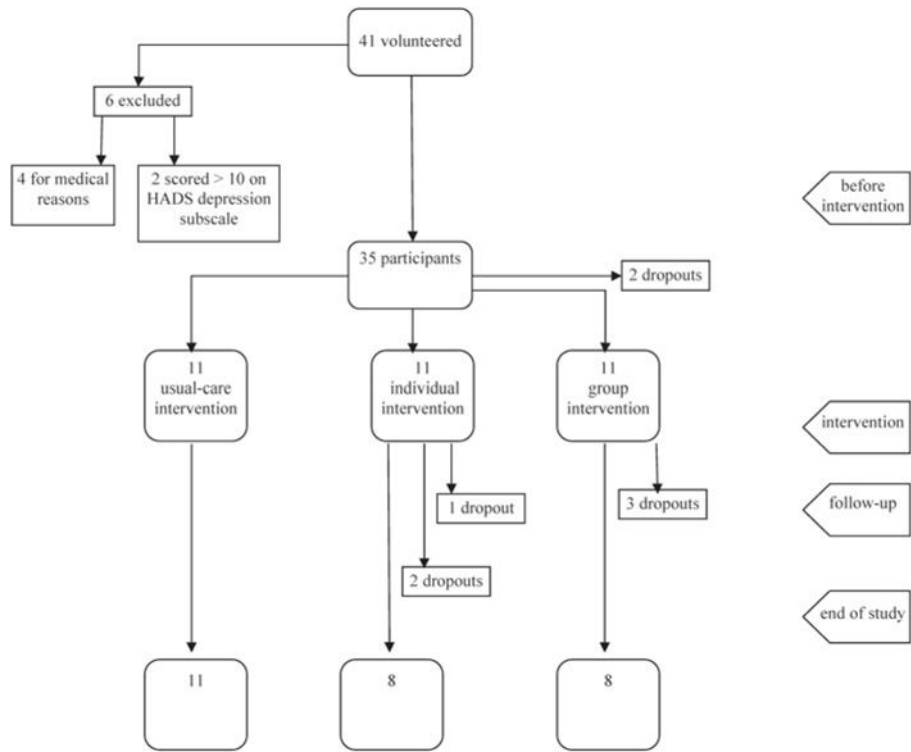 41 volunteered
6 excluded
4 for medical
reasons
2 scored > 10 on
HADS depression
subscale
before
intervention
35 participants
2 dropouts
11
usual-care
intervention
11
individual
intervention
11
group
intervention
intervention
1 dropout
3 dropouts
follow-up
2 dropouts
end of study
11
8
8